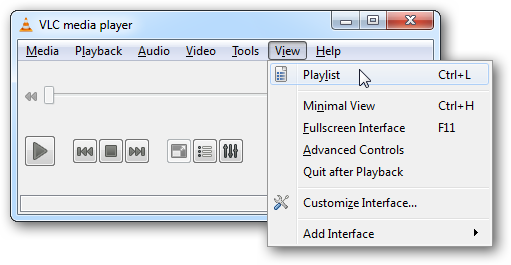 VLC media player
Media Playback Audio Video Tools View Help
Playlist Ctrl+L
Minimal View Ctrl+H
Fullscreen Interface F11
Advanced Controls
Quit after Playback
Customize Interface...
Add Interface